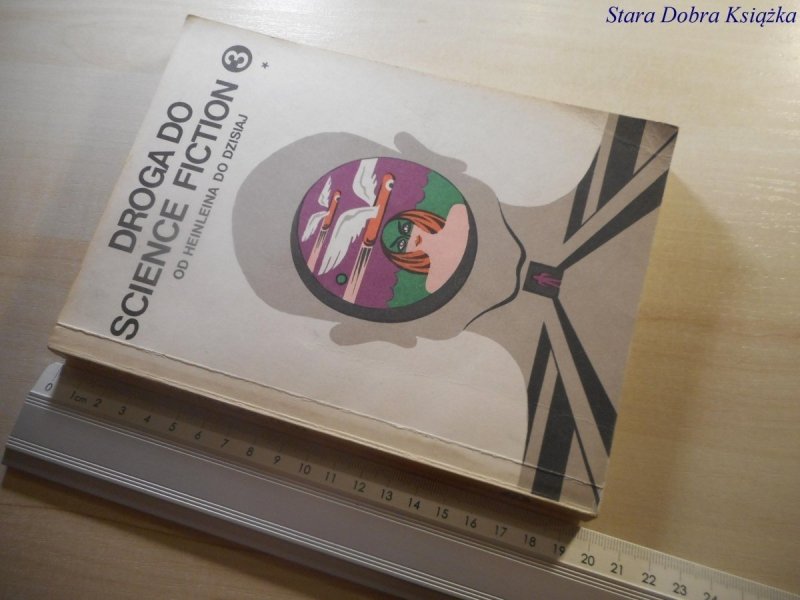 Stara Dobra Książka
DROGA DO
SCIENCE FICTION 3
OD HEINLEINA DO DZISIAJ
*
0 1cm 2 3 4 5 6 7 8 9 10 11 12 13 14 15 16 17 18 19 20 21 22 23 24